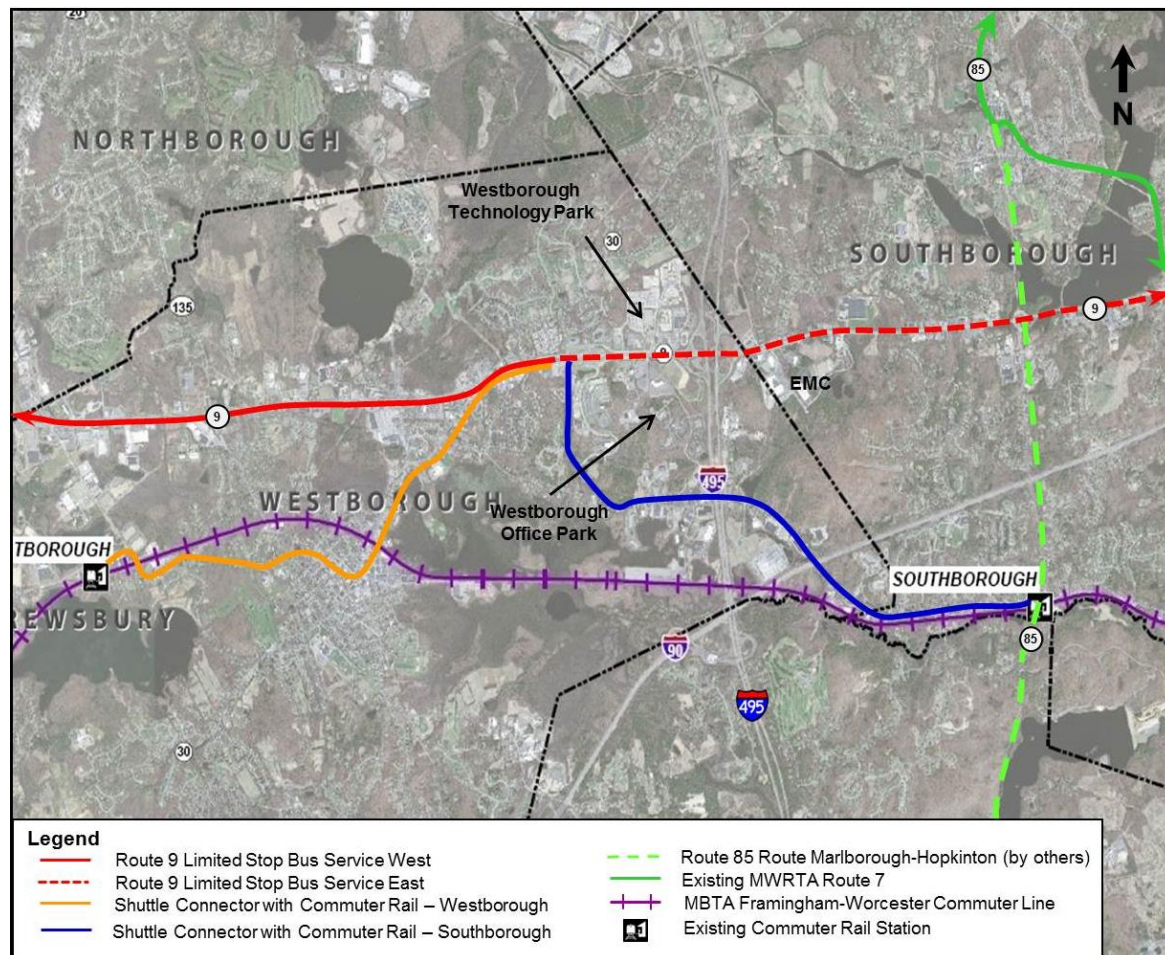 20
85
N
NORTHBOROUGH
Westborough
Technology Park
30
SOUTHBOROUGH
135
9
9
9
EMC
WESTBOROUGH
495
Westborough
Office Park
TBOROUGH
SOUTHBOROUGH
REWSBURY
85
90
495
30
Legend
Route 9 Limited Stop Bus Service West
Route 9 Limited Stop Bus Service East
Shuttle Connector with Commuter Rail – Westborough
Shuttle Connector with Commuter Rail – Southborough
Route 85 Route Marlborough-Hopkinton (by others)
Existing MWRTA Route 7
MBTA Framingham-Worcester Commuter Line
Existing Commuter Rail Station